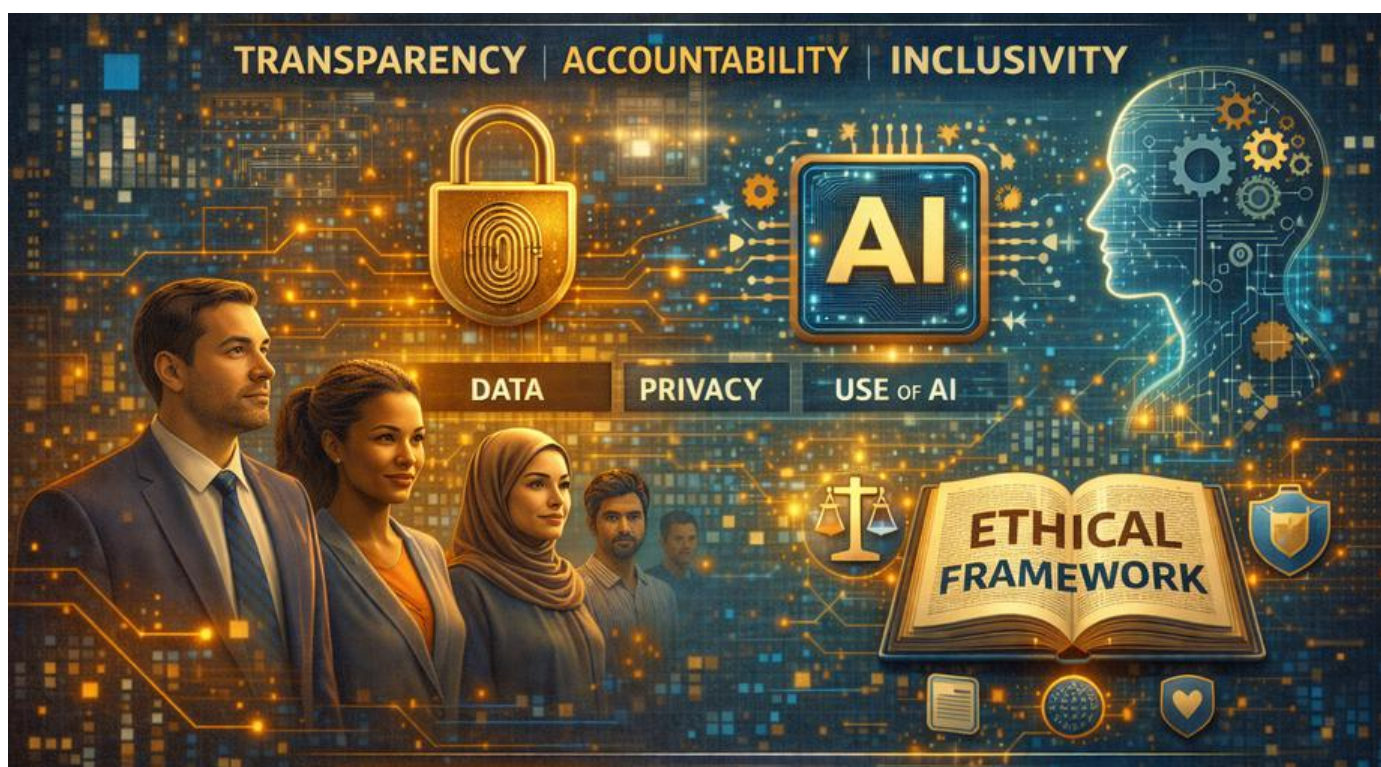 TRANSPARENCY | ACCOUNTABILITY | INCLUSIVITY
AI
DATA
PRIVACY
USE OF AI
ETHICAL
FRAMEWORK